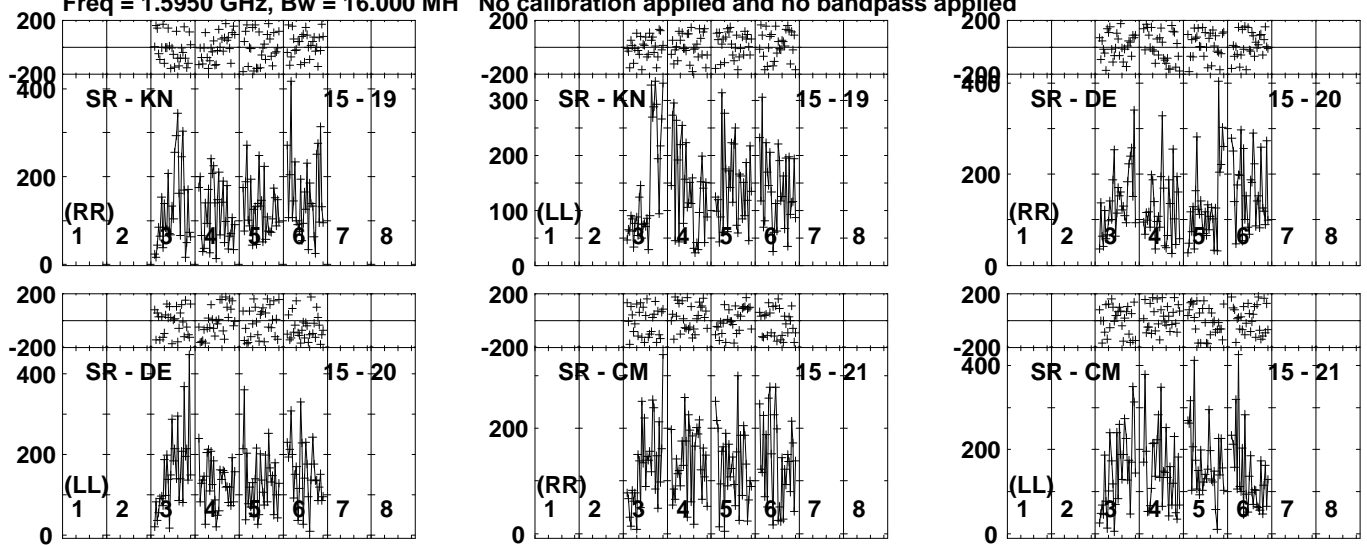 Freq = 1.5950 GHz, Bw = 16.000 MH No calibration applied and no bandpass applied
200 200 200
-200 -200 -200
400 SR - KN 15 - 19 300 SR - KN 15 - 19 400 SR - DE 15 - 20
200 200 200
(RR) 100 (LL) (RR)
1 2 3 4 5 6 7 8 1 2 3 4 5 6 7 8 1 2 3 4 5 6 7 8
0 0 0
200 200 200
-200 -200 -200
400 SR - DE 15 - 20 SR - CM 15 - 21 400 SR - CM 15 - 21
200 200 200
(LL) (RR) (LL)
1 2 3 4 5 6 7 8 1 2 3 4 5 6 7 8 1 2 3 4 5 6 7 8
0 0 0